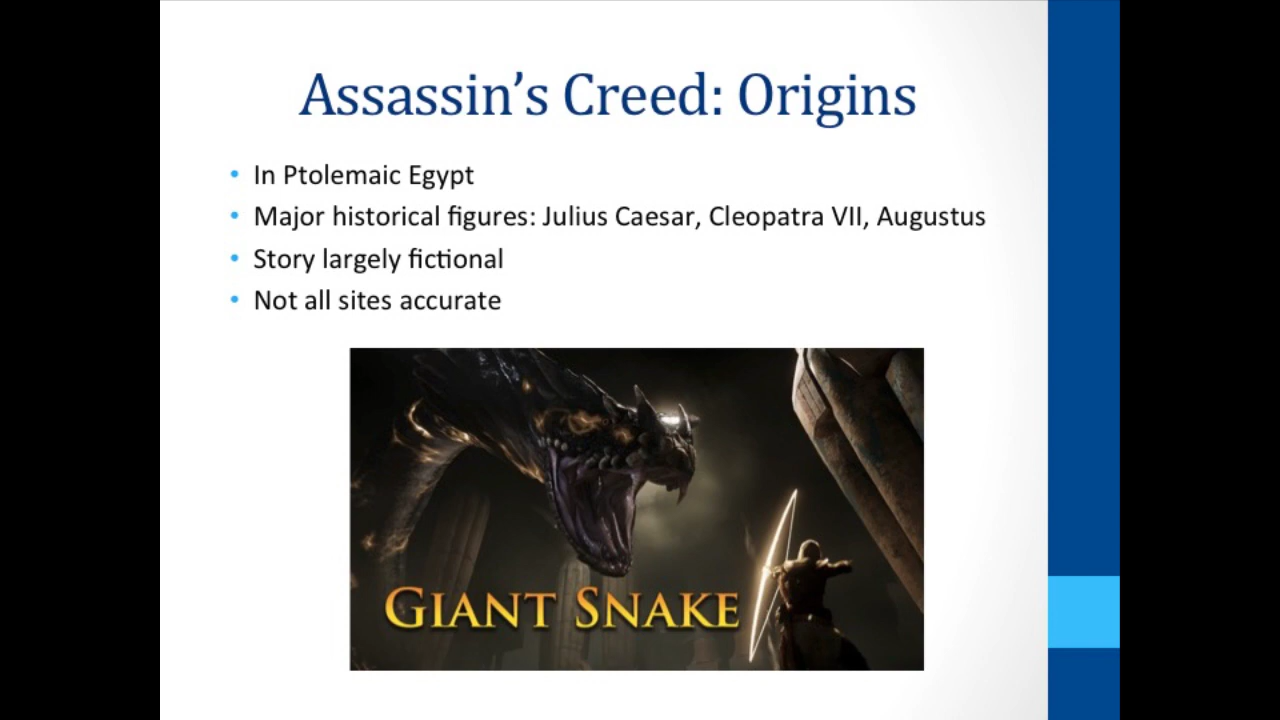 Assassin’s Creed: Origins
• In Ptolemaic Egypt
• Major historical figures: Julius Caesar, Cleopatra VII, Augustus
• Story largely fictional
• Not all sites accurate
GIANT SNAKE